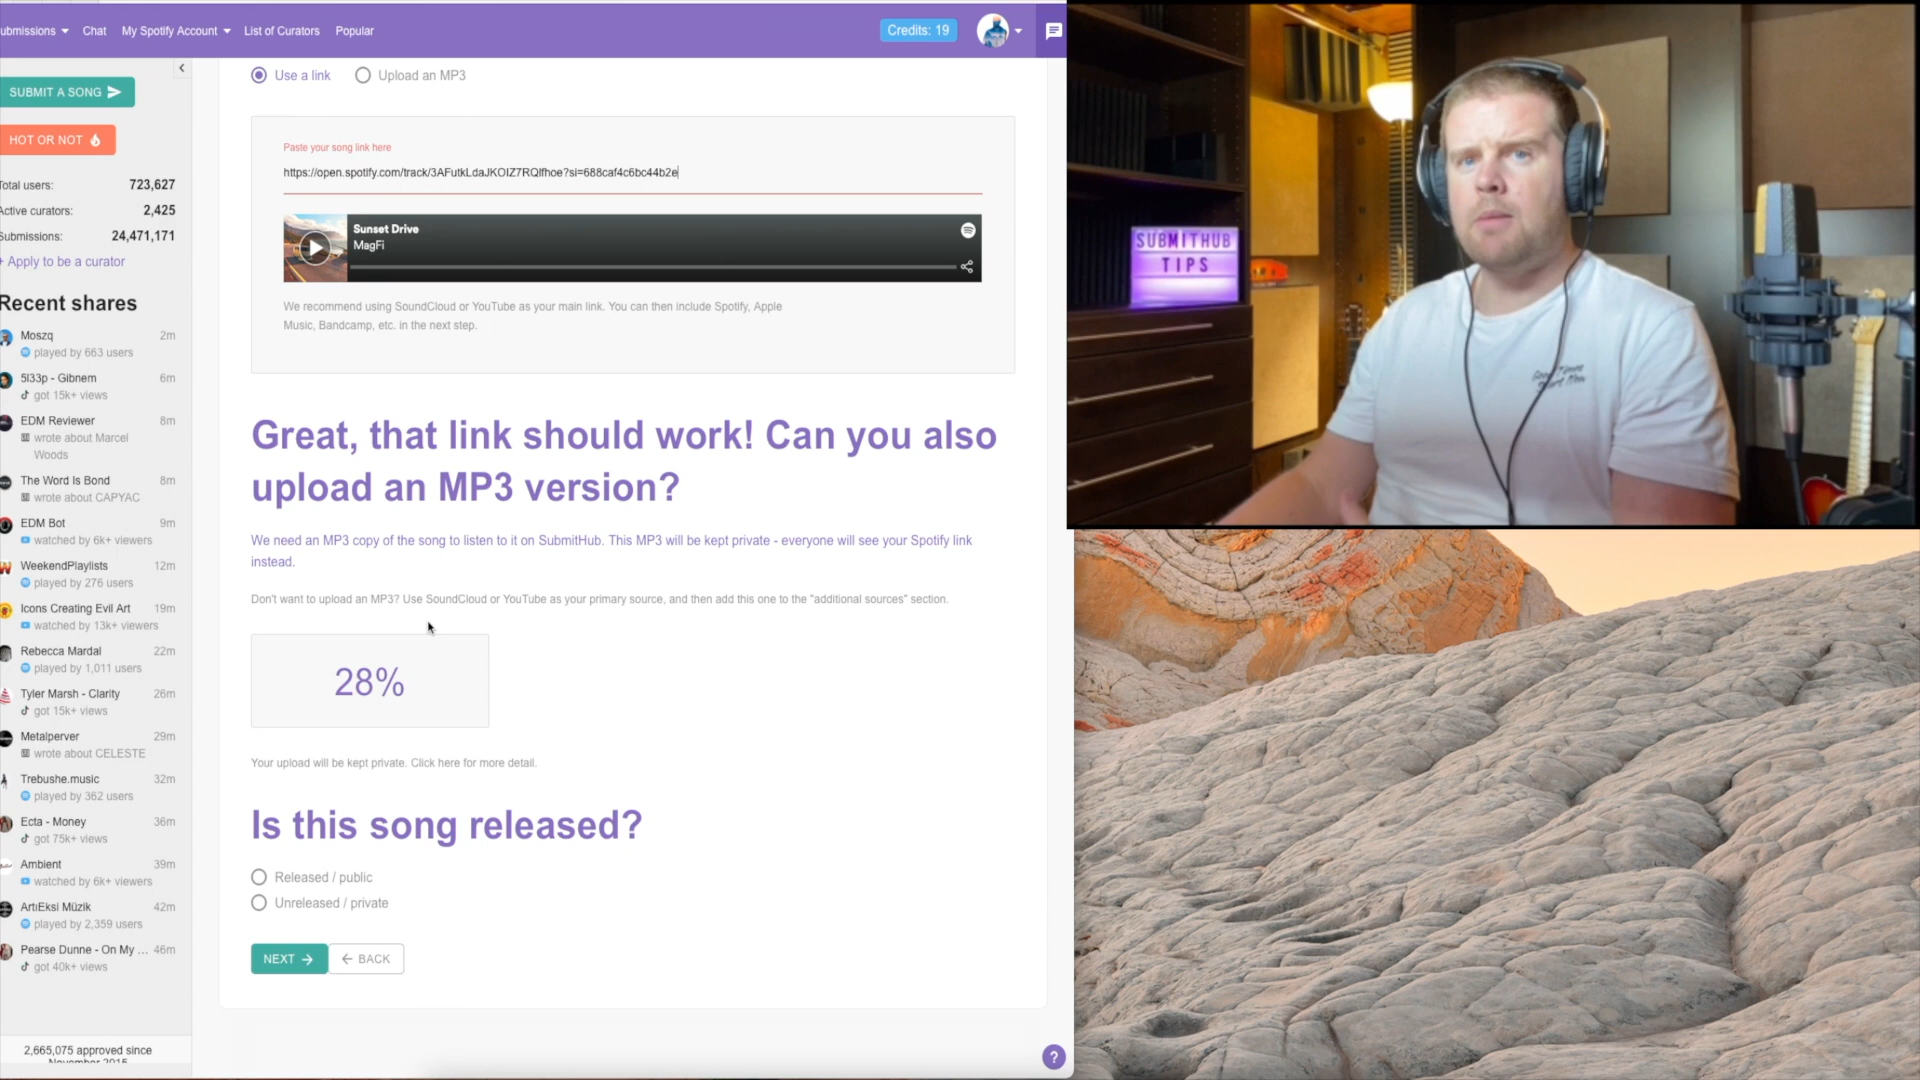 ubmissions
Chat
My Spotify Account
List of Curators
Popular
Credits: 19
SUBMIT A SONG
HOT OR NOT
Total users: 723,627
Active curators: 2,425
Submissions: 24,471,171
+ Apply to be a curator
Recent shares
Moszq 2m
played by 663 users
5l33p - Gibnem 6m
got 15k+ views
EDM Reviewer 8m
wrote about Marcel
Woods
The Word Is Bond 8m
wrote about CAPYAC
EDM Bot 9m
watched by 6k+ viewers
WeekendPlaylists 12m
played by 276 users
Icons Creating Evil Art 19m
watched by 13k+ viewers
Rebecca Mardal 22m
played by 1,011 users
Tyler Marsh - Clarity 26m
got 15k+ views
Metalperver 29m
wrote about CELESTE
Trebushe.music 32m
played by 362 users
Ecta - Money 36m
got 75k+ views
Ambient 39m
watched by 6k+ viewers
ArtıEksi Müzik 42m
played by 2,359 users
Pearse Dunne - On My ... 46m
got 40k+ views
2,665,075 approved since
November 2015
Use a link
Upload an MP3
Paste your song link here
https://open.spotify.com/track/3AFutkLdaJKOIZ7RQlfhoe?si=688caf4c6bc44b2e
Sunset Drive
MagFi
We recommend using SoundCloud or YouTube as your main link. You can then include Spotify, Apple
Music, Bandcamp, etc. in the next step.
Great, that link should work! Can you also
upload an MP3 version?
We need an MP3 copy of the song to listen to it on SubmitHub. This MP3 will be kept private - everyone will see your Spotify link
instead.
Don't want to upload an MP3? Use SoundCloud or YouTube as your primary source, and then add this one to the "additional sources" section.
28%
Your upload will be kept private. Click here for more detail.
Is this song released?
Released / public
Unreleased / private
NEXT
BACK
?
SUBMITHUB
TIPS